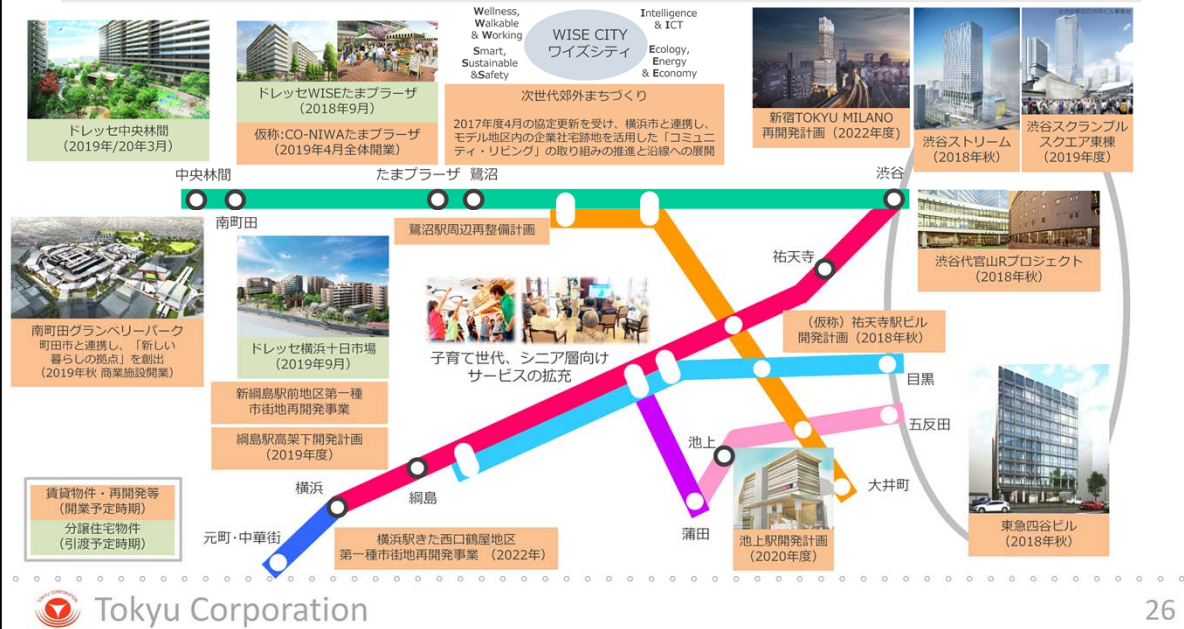 Wellness,
Walkable
& Working
Smart,
Sustainable
&Safety
WISE CITY
ワイズシティ
Intelligence
& ICT
Ecology,
Energy
& Economy
ドレッセ中央林間
(2019年/20年3月)
ドレッセWISEたまプラーザ
(2018年9月)
仮称:CO-NIWAたまプラーザ
(2019年4月全体開業)
次世代郊外まちづくり
2017年度4月の協定更新を受け、横浜市と連携し、
モデル地区内の企業社宅跡地を活用した「コミュニ
ティ・リビング」の取り組みの推進と沿線への展開
新宿TOKYU MILANO
再開発計画(2022年度)
渋谷ストリーム
(2018年秋)
渋谷スクランブル
スクエア東棟
(2019年度)
中央林間
南町田
たまプラーザ
鷺沼
渋谷
鷺沼駅周辺再整備計画
祐天寺
渋谷代官山Rプロジェクト
(2018年秋)
南町田グランベリーパーク
町田市と連携し、「新しい
暮らしの拠点」を創出
(2019年秋 商業施設開業)
ドレッセ横浜十日市場
(2019年9月)
子育て世代、シニア層向け
サービスの拡充
(仮称)祐天寺駅ビル
開発計画(2018年秋)
目黒
新綱島駅前地区第一種
市街地再開発事業
綱島駅高架下開発計画
(2019年度)
五反田
池上
大井町
横浜
綱島
蒲田
元町・中華街
池上駅開発計画
(2020年度)
東急四谷ビル
(2018年秋)
横浜駅きた西口鶴屋地区
第一種市街地再開発事業 (2022年)
賃貸物件・再開発等
(開業予定時期)
分譲住宅物件
(引渡予定時期)
Tokyu Corporation
26